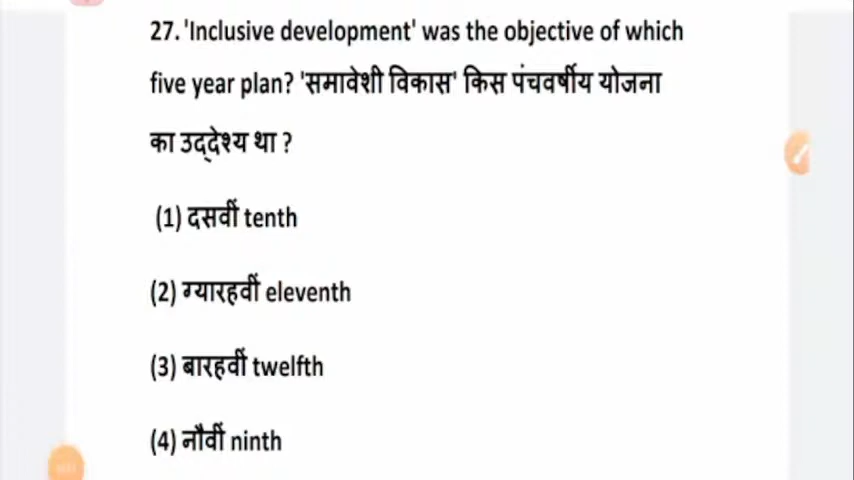 27. 'Inclusive development' was the objective of which
five year plan? 'समावेशी विकास' किस पंचवर्षीय योजना
का उद्देश्य था ?
(1) दसवीं tenth
(2) ग्यारहवीं eleventh
(3) बारहवीं twelfth
(4) नौवीं ninth